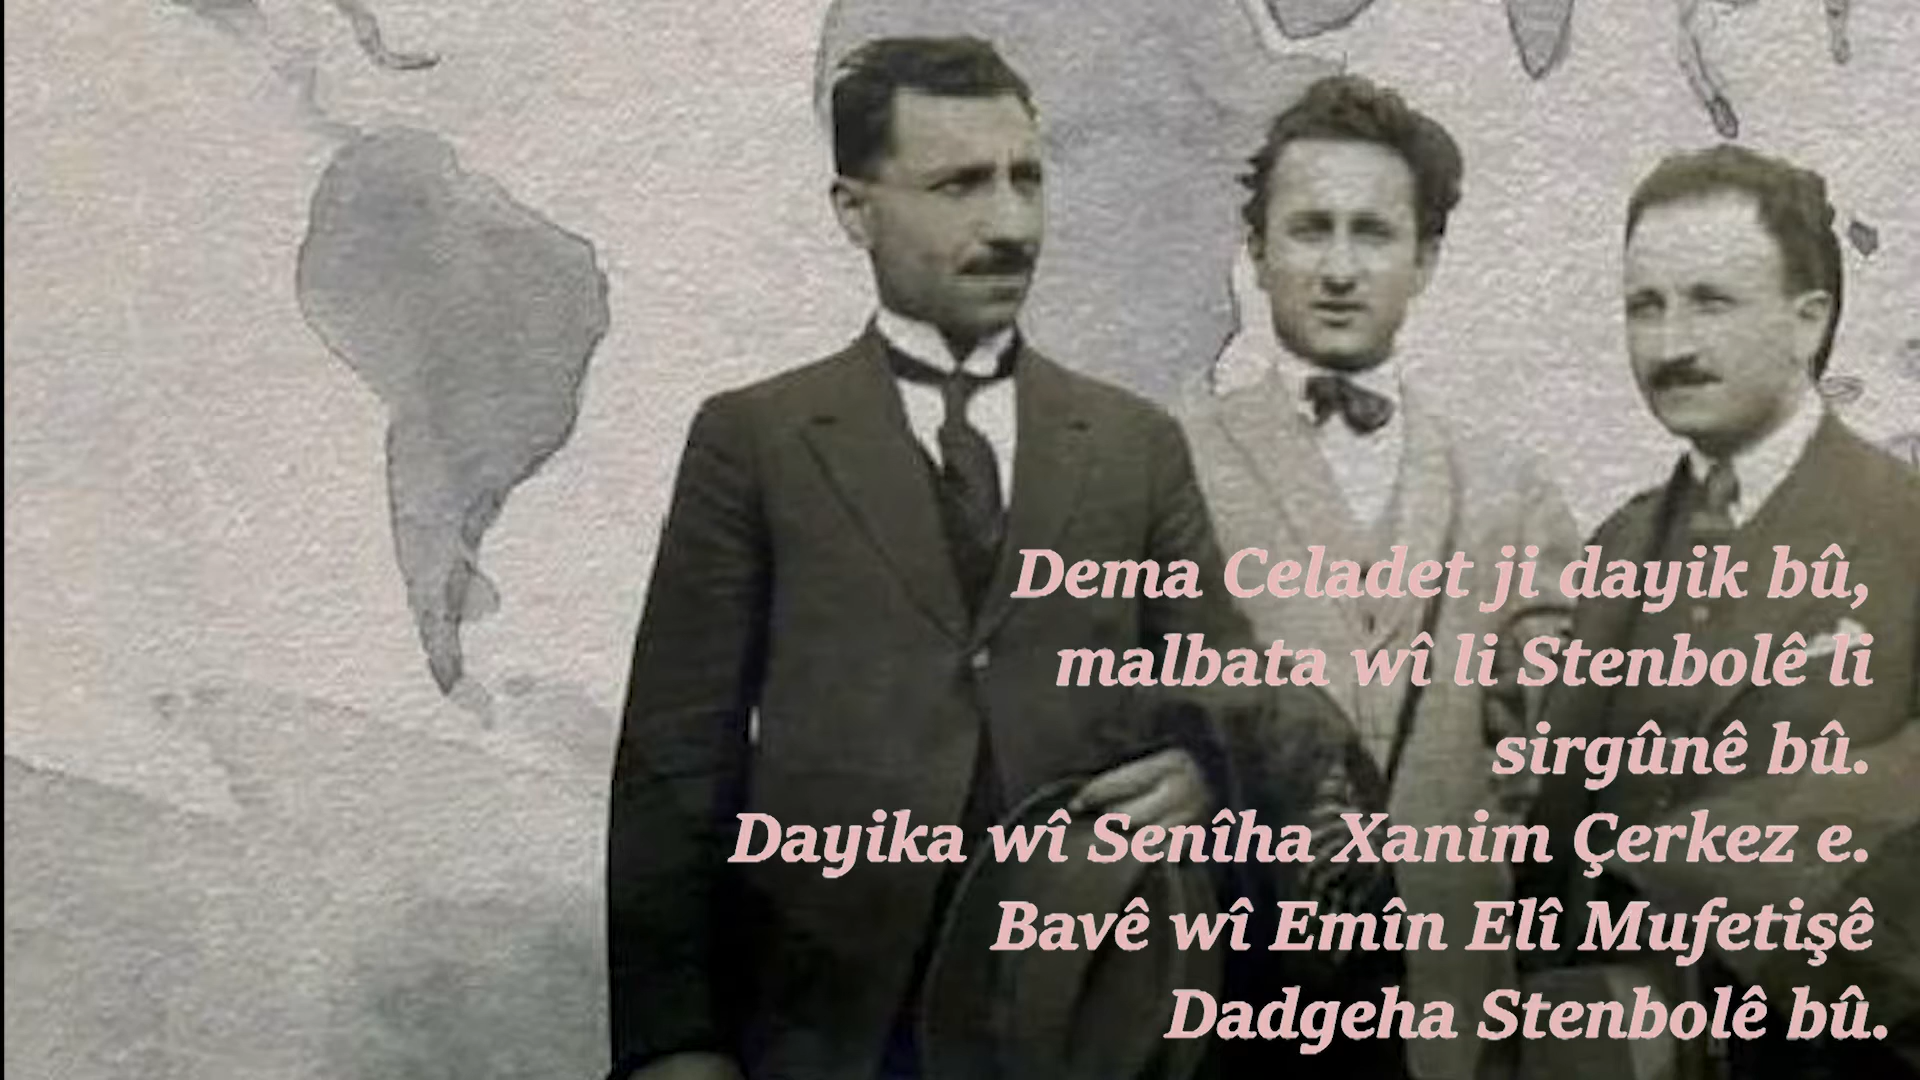 Dema Celadet ji dayik bû,
malbata wî li Stenbolê li
sirgûnê bû.
Dayika wî Senîha Xanim Çerkez e.
Bavê wî Emîn Elî Mufetişê
Dadgeha Stenbolê bû.